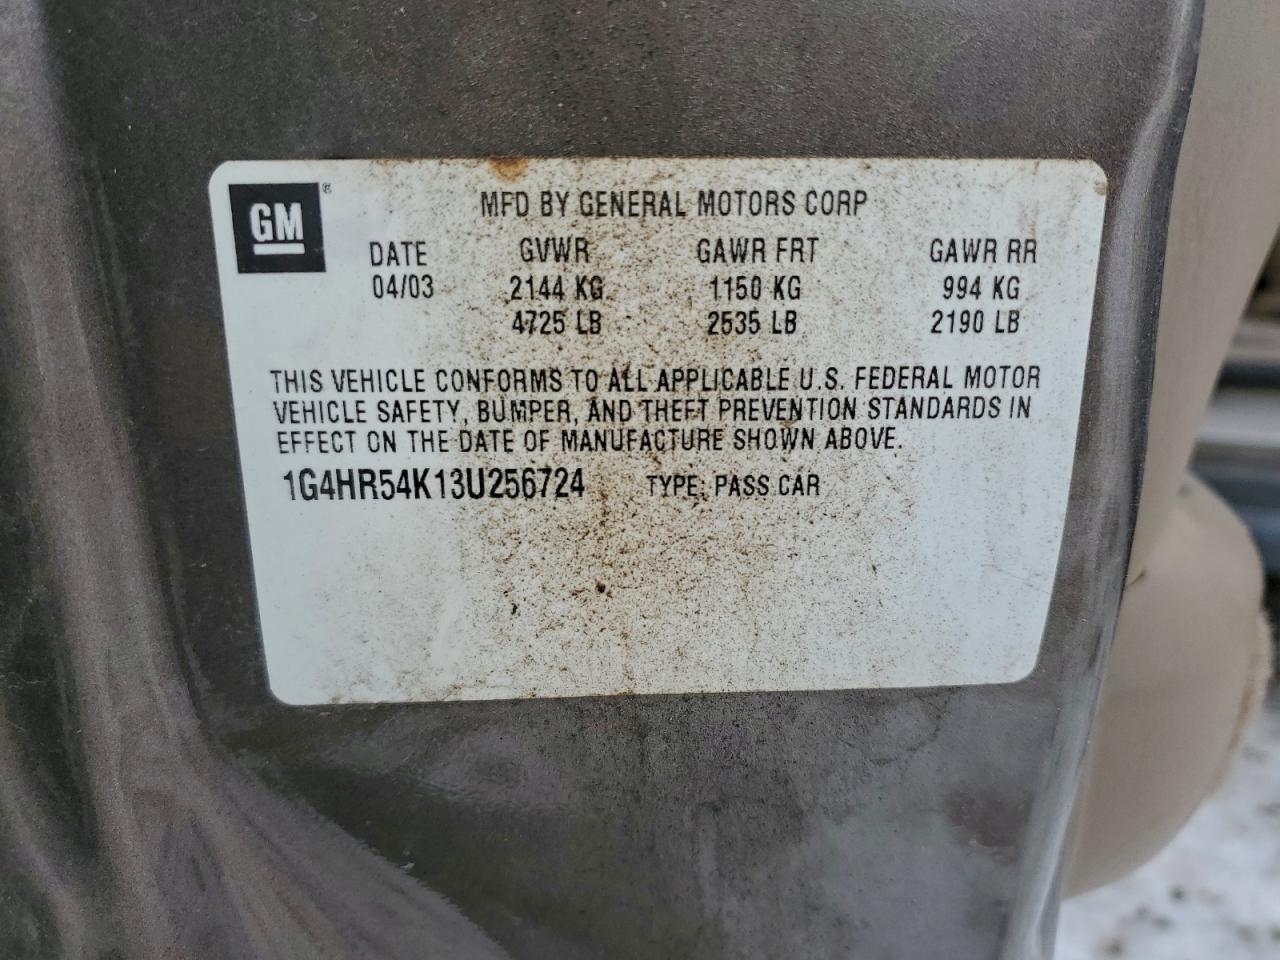 GM ®
MFD BY GENERAL MOTORS CORP
DATE GVWR GAWR FRT GAWR RR
04/03 2144 KG 1150 KG 994 KG
4725 LB 2535 LB 2190 LB
THIS VEHICLE CONFORMS TO ALL APPLICABLE U.S. FEDERAL MOTOR
VEHICLE SAFETY, BUMPER, AND THEFT PREVENTION STANDARDS IN
EFFECT ON THE DATE OF MANUFACTURE SHOWN ABOVE.
1G4HR54K13U256724 TYPE: PASS CAR